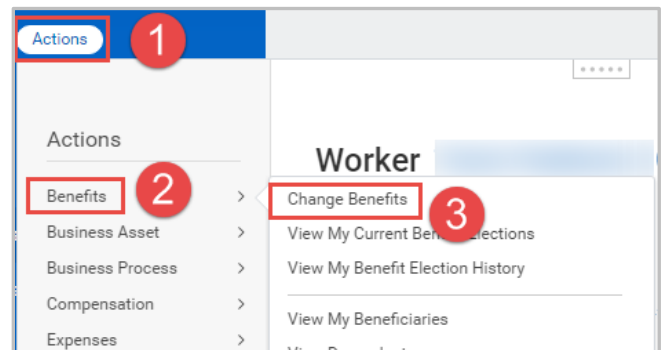 Actions
1
Actions
Worker
Benefits
2
>
Change Benefits
3
Business Asset
>
View My Current Elections
Business Process
>
View My Benefit Election History
Compensation
>
View My Beneficiaries
Expenses
>